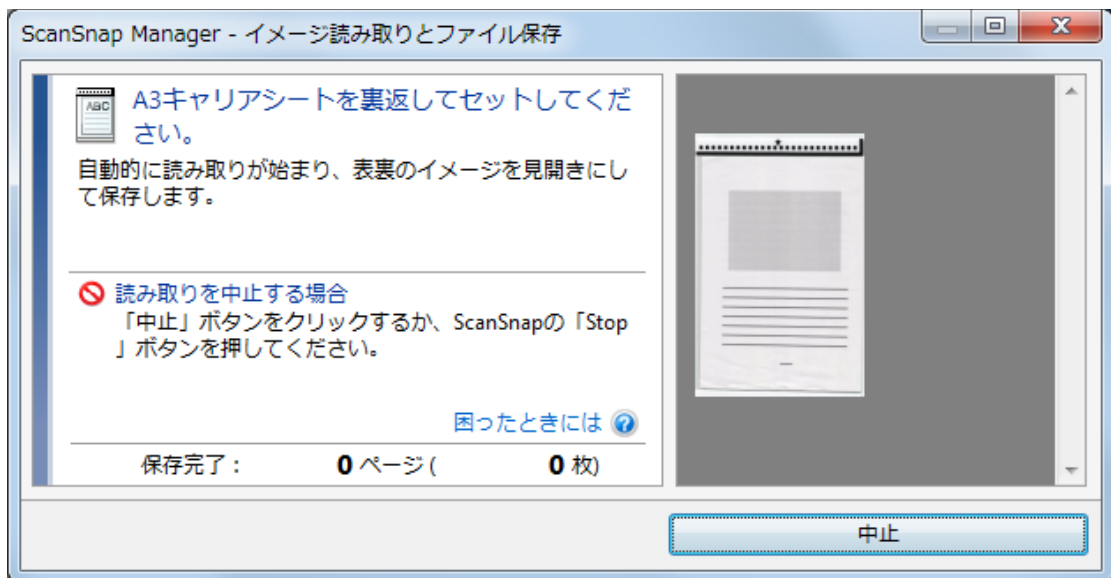 ScanSnap Manager - イメージ読み取りとファイル保存
ABC
A3キャリアシートを裏返してセットしてくだ
さい。
自動的に読み取りが始まり、表裏のイメージを見開きにし
て保存します。
読み取りを中止する場合
「中止」ボタンをクリックするか、ScanSnapの「Stop
」ボタンを押してください。
困ったときには ?
保存完了： 0 ページ ( 0 枚)
中止